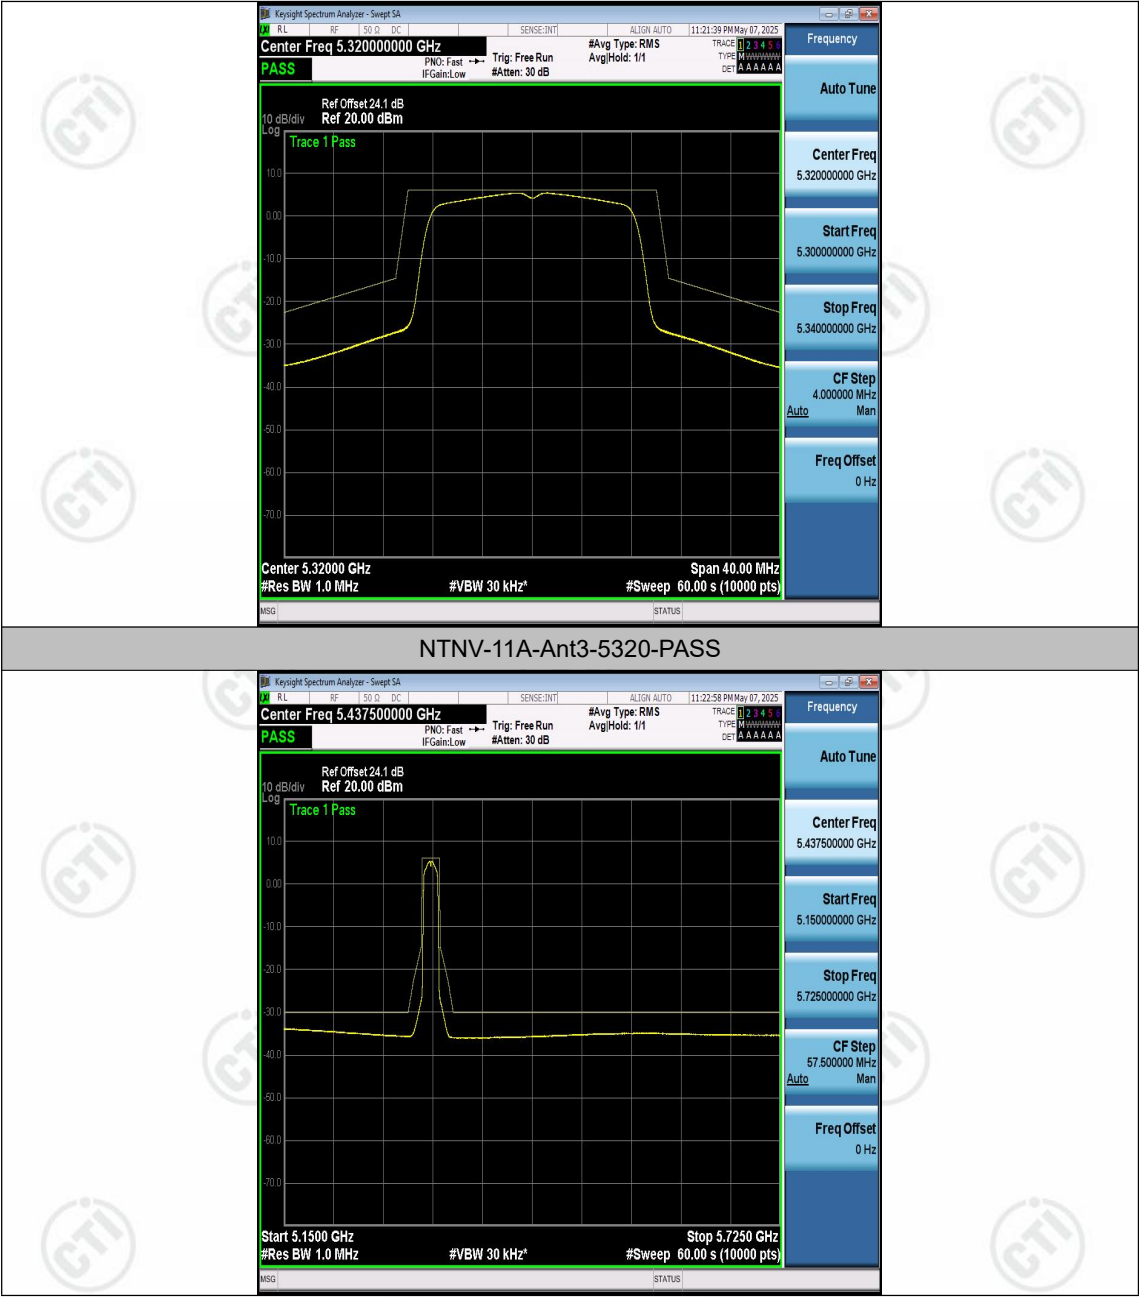 Keysight Spectrum Analyzer - Swept SA
RL RF 50 Ω DC SENSE:INT ALIGN AUTO 11:21:39 PM May 07, 2025
Center Freq 5.320000000 GHz
PASS
PNO: Fast
IFGain:Low
Trig: Free Run
#Atten: 30 dB
#Avg Type: RMS
Avg|Hold: 1/1
TRACE 1 2 3 4 5 6
TYPE M
DET A A A A A A
Frequency
Auto Tune
Center Freq
5.320000000 GHz
Start Freq
5.300000000 GHz
Stop Freq
5.340000000 GHz
CF Step
4.000000 MHz
Auto Man
Freq Offset
0 Hz
Ref Offset 24.1 dB
10 dB/div Ref 20.00 dBm
Log
Trace 1 Pass
10.0
0.00
-10.0
-20.0
-30.0
-40.0
-50.0
-60.0
-70.0
Center 5.32000 GHz Span 40.00 MHz
#Res BW 1.0 MHz #VBW 30 kHz* #Sweep 60.00 s (10000 pts)
MSG STATUS
NTNV-11A-Ant3-5320-PASS
Keysight Spectrum Analyzer - Swept SA
RL RF 50 Ω DC SENSE:INT ALIGN AUTO 11:22:58 PM May 07, 2025
Center Freq 5.437500000 GHz
PASS
PNO: Fast
IFGain:Low
Trig: Free Run
#Atten: 30 dB
#Avg Type: RMS
Avg|Hold: 1/1
TRACE 1 2 3 4 5 6
TYPE M
DET A A A A A A
Frequency
Auto Tune
Center Freq
5.437500000 GHz
Start Freq
5.150000000 GHz
Stop Freq
5.725000000 GHz
CF Step
57.500000 MHz
Auto Man
Freq Offset
0 Hz
Ref Offset 24.1 dB
10 dB/div Ref 20.00 dBm
Log
Trace 1 Pass
10.0
0.00
-10.0
-20.0
-30.0
-40.0
-50.0
-60.0
-70.0
Start 5.1500 GHz Stop 5.7250 GHz
#Res BW 1.0 MHz #VBW 30 kHz* #Sweep 60.00 s (10000 pts)
MSG STATUS
CTI
CTI
CTI
CTI
CTI
CTI
CTI
CTI
CTI
CTI
CTI
CTI